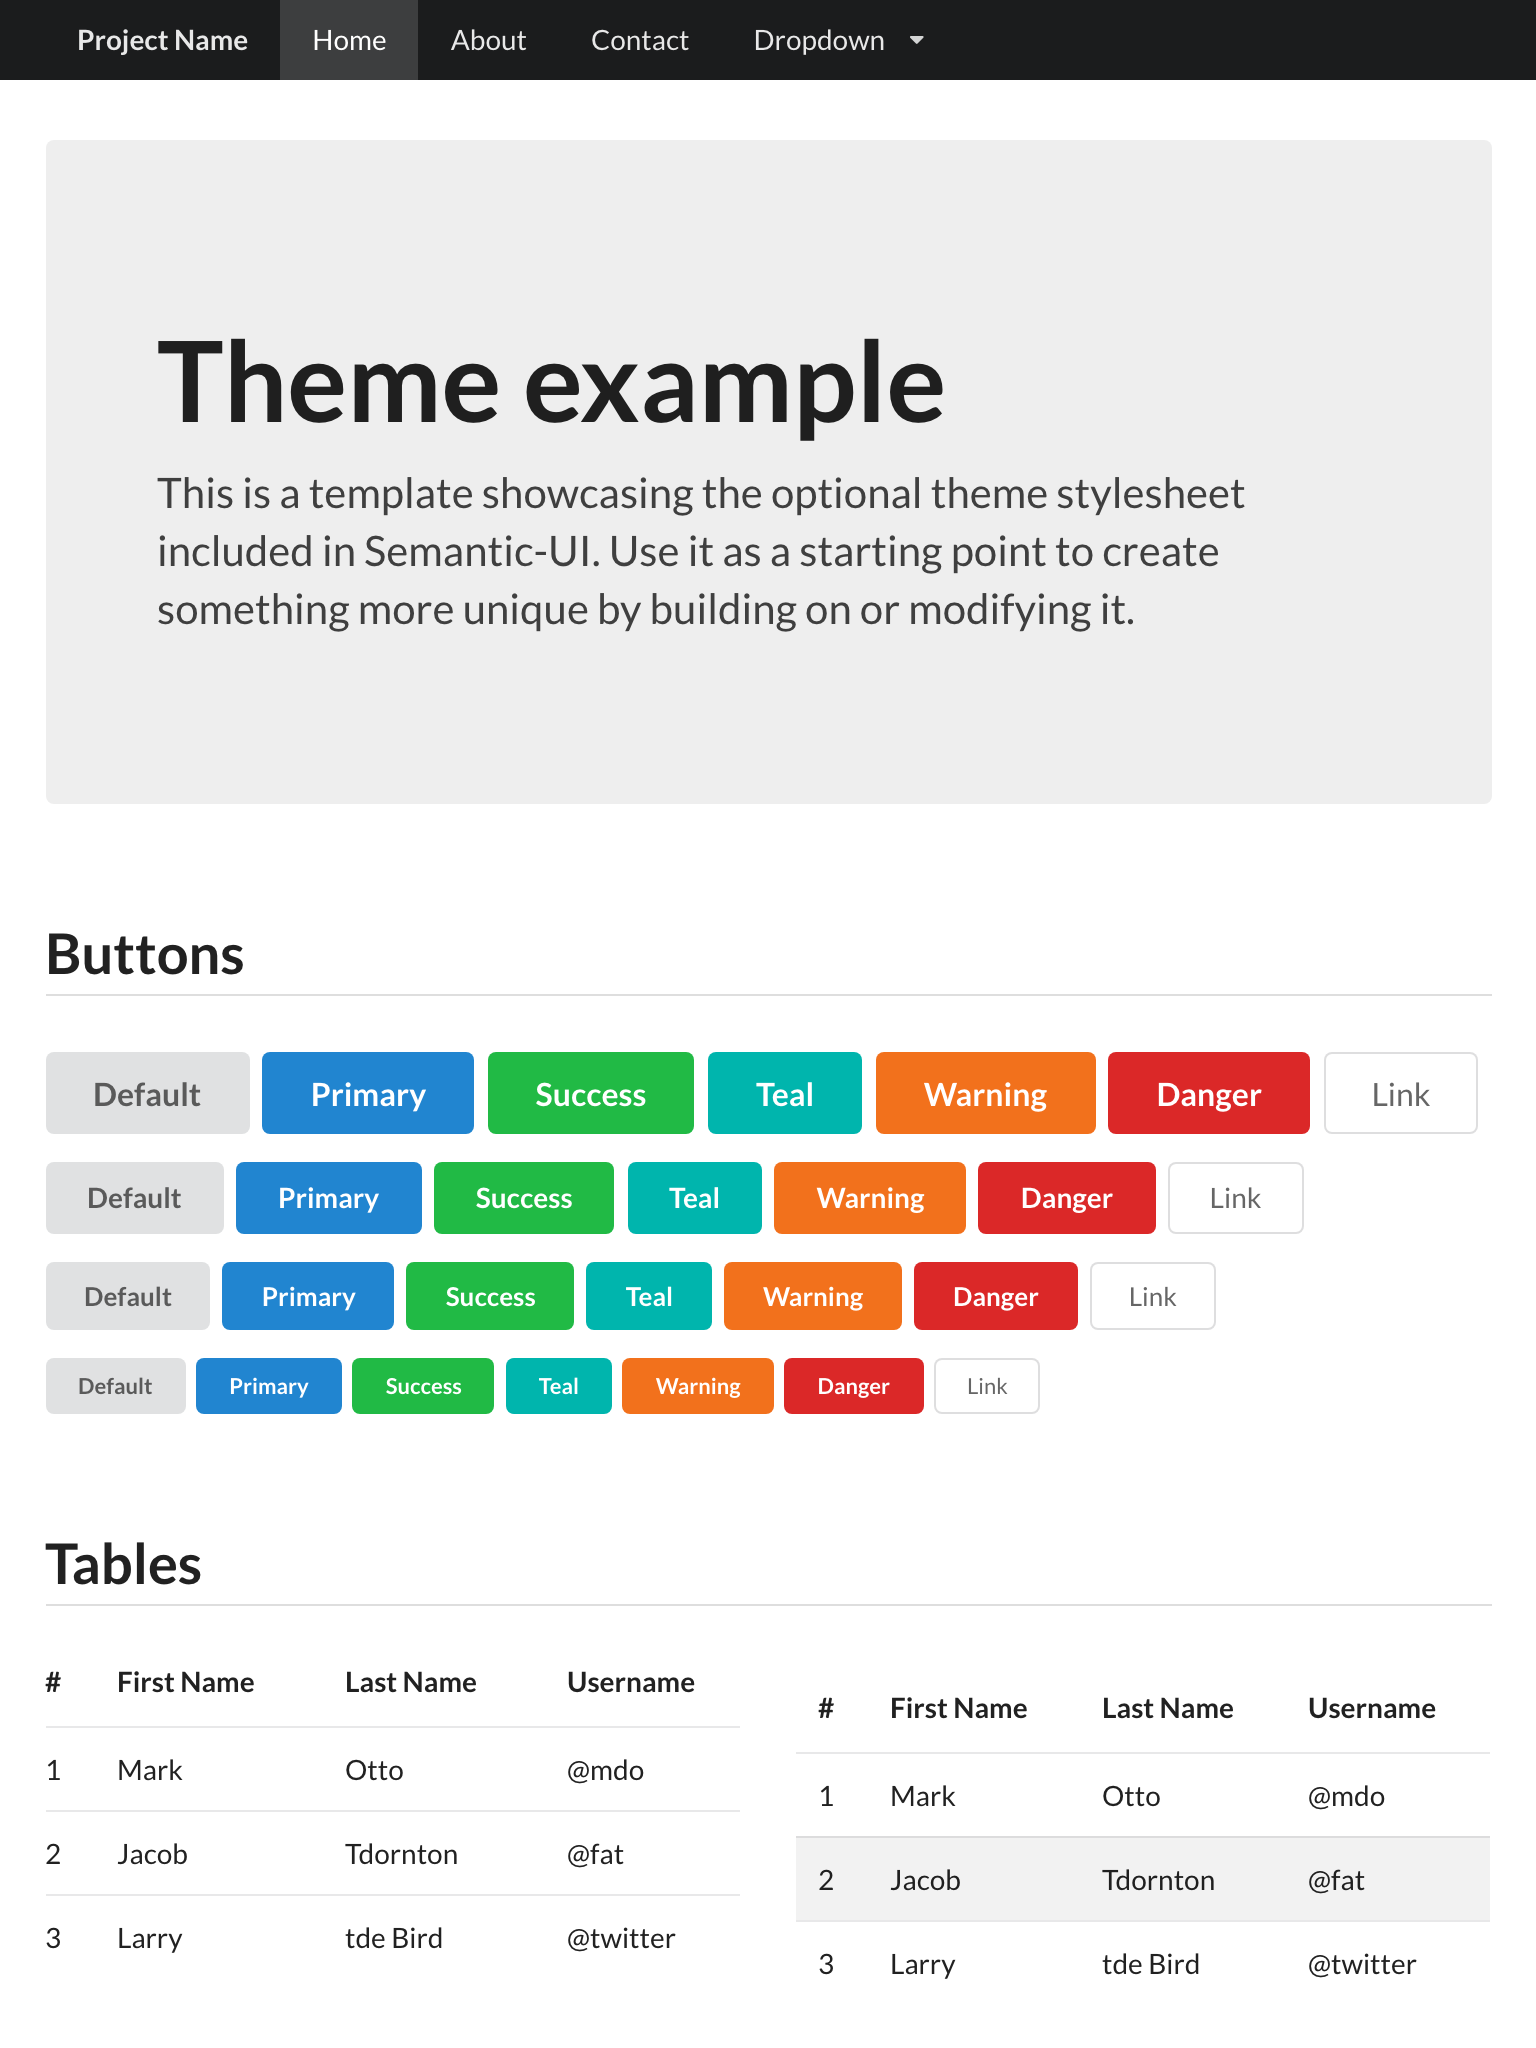 Project Name Home About Contact Dropdown
Theme example
This is a template showcasing the optional theme stylesheet
included in Semantic-UI. Use it as a starting point to create
something more unique by building on or modifying it.
Buttons
Default Primary Success Teal Warning Danger Link
Default Primary Success Teal Warning Danger Link
Default Primary Success Teal Warning Danger Link
Default Primary Success Teal Warning Danger Link
Tables
# First Name Last Name Username
1 Mark Otto @mdo
2 Jacob Tdornton @fat
3 Larry tde Bird @twitter
# First Name Last Name Username
1 Mark Otto @mdo
2 Jacob Tdornton @fat
3 Larry tde Bird @twitter